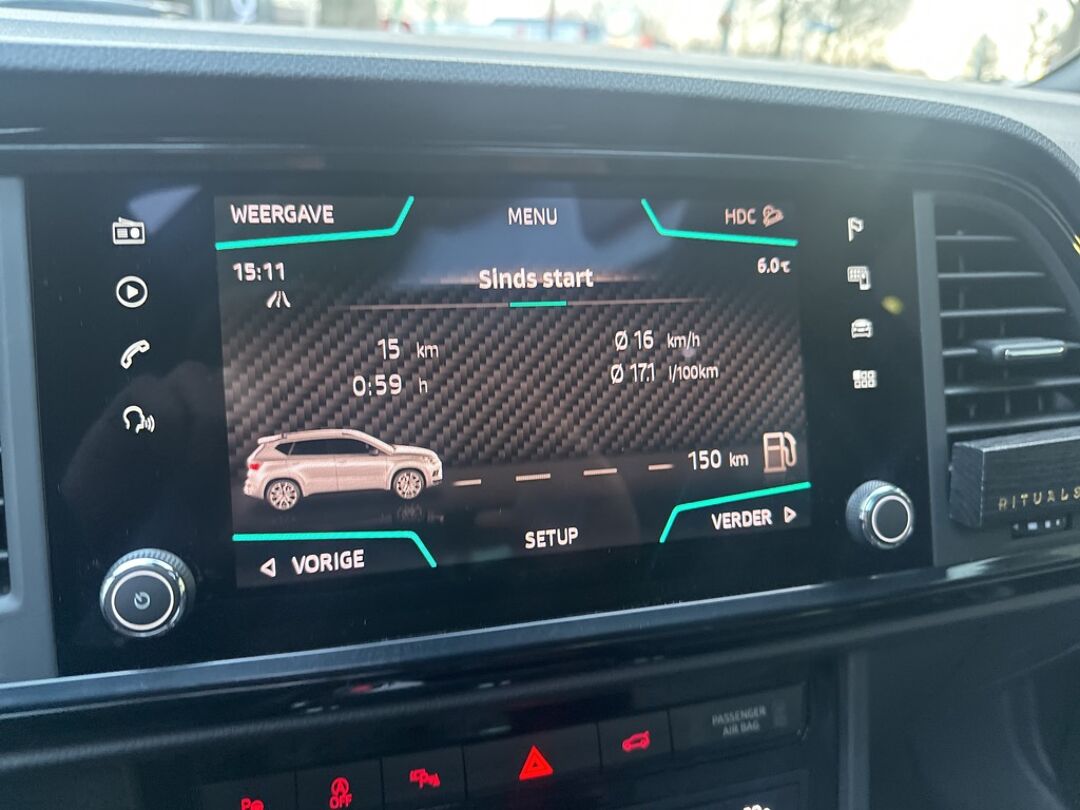 WEERGAVE
MENU
HDC
15:11
6.0°C
Sinds start
15 km
Ø 16 km/h
0:59 h
Ø 17.1 l/100km
150 km
VERDER
SETUP
VORIGE
RITUALS
PASSENGER
AIR BAG
OFF
P